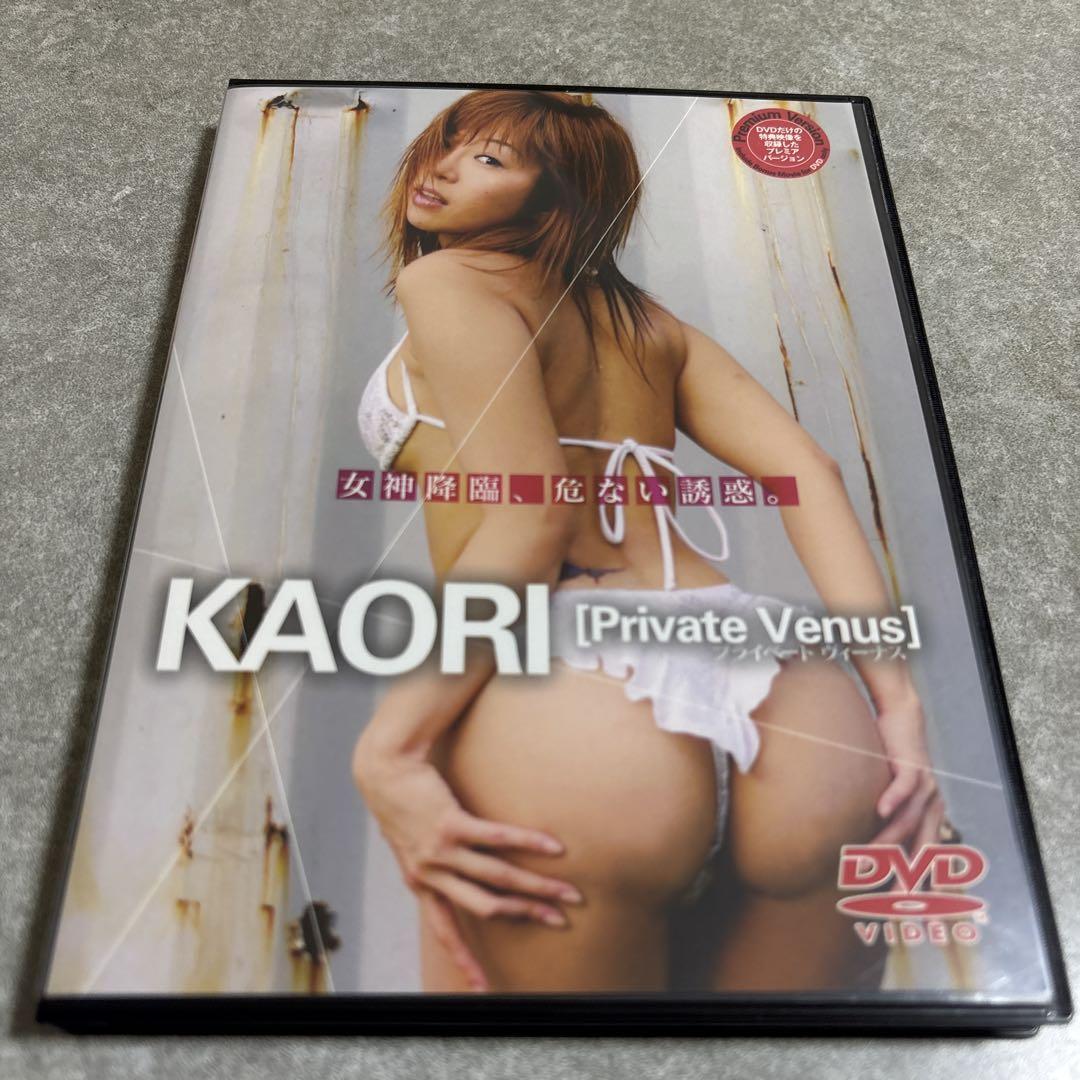 Premium Version
DVDだけの
特典映像を
収録した
プレミア
バージョン
女神降臨、危ない誘惑。
KAORI [Private Venus]
プライベート ヴィーナス
DVD
VIDEO